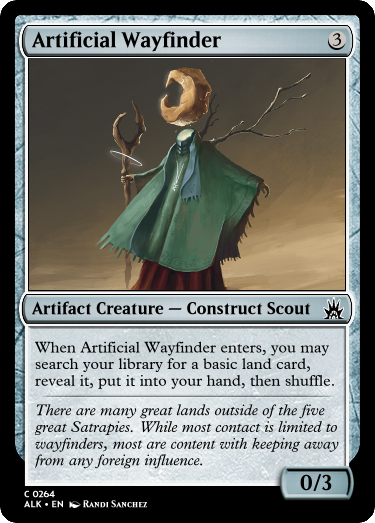 Artificial Wayfinder 3
Artifact Creature — Construct Scout
When Artificial Wayfinder enters, you may
search your library for a basic land card,
reveal it, put it into your hand, then shuffle.
There are many great lands outside of the five
great Satrapies. While most contact is limited to
wayfinders, most are content with keeping away
from any foreign influence.
0/3
C 0264
ALK • EN Randi Sanchez